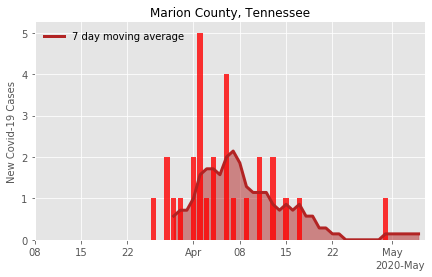 Marion County, Tennessee
7 day moving average
New Covid-19 Cases
5
4
3
2
1
0
08 15 22 Apr 08 15 22 May
2020-May